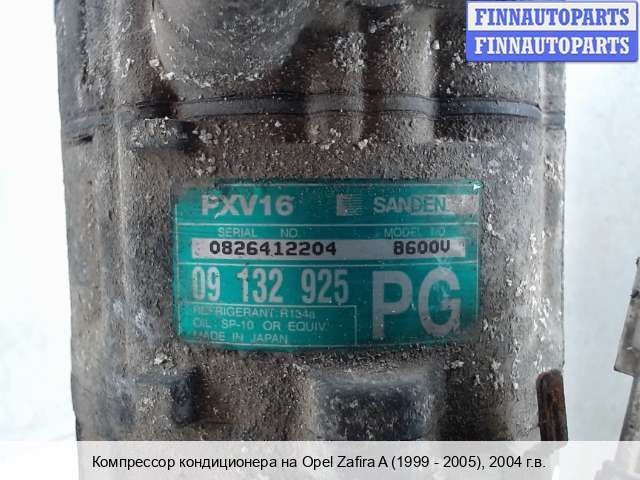 FINNAUTOPARTS
FINNAUTOPARTS
PXV16 SANDEN
SERIAL NO. MODEL NO.
0826412204 8600V
09 132 925 PG
REFRIGERANT: R134a
OIL: SP-10 OR EQUIV.
MADE IN JAPAN
Компрессор кондиционера на Opel Zafira A (1999 - 2005), 2004 г.в.